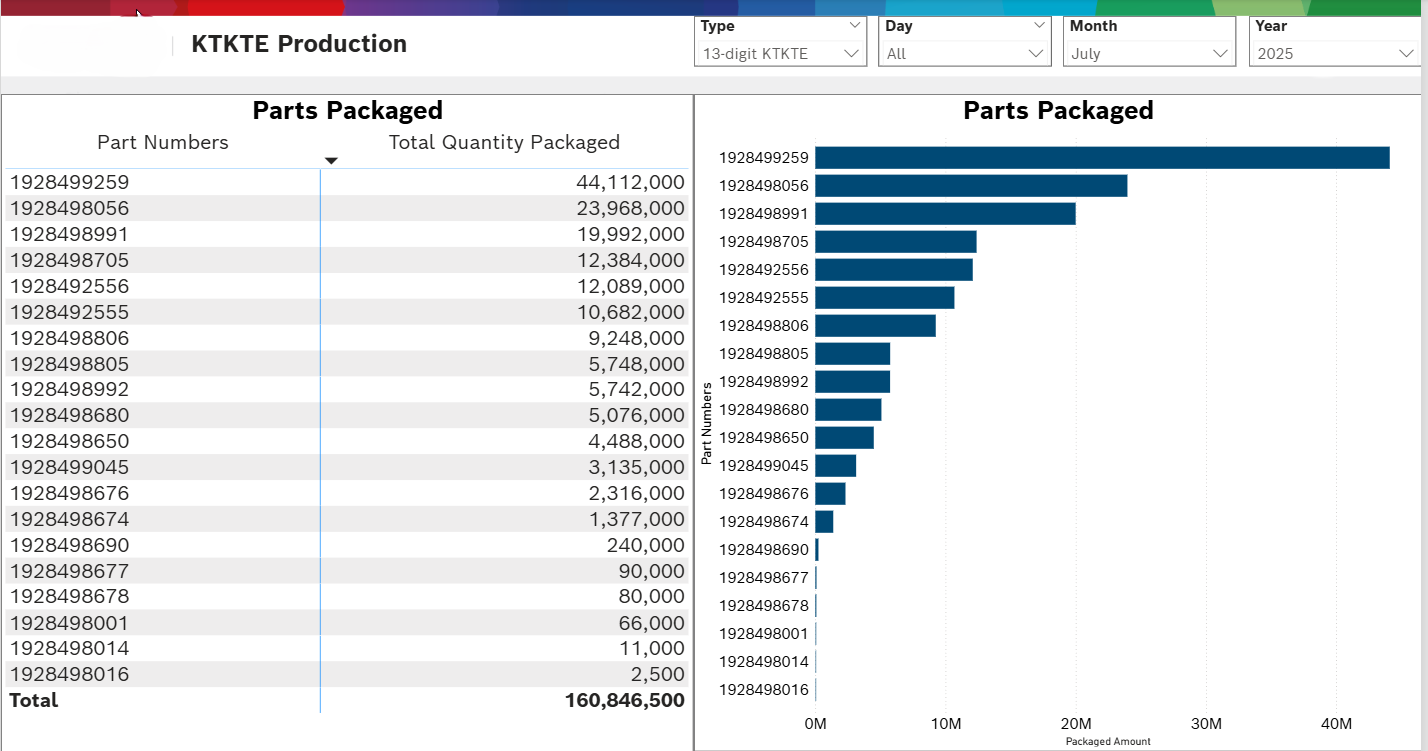 KTKTE Production
Type
13-digit KTKTE
Day
All
Month
July
Year
2025
Parts Packaged
Part Numbers Total Quantity Packaged
1928499259 44,112,000
1928498056 23,968,000
1928498991 19,992,000
1928498705 12,384,000
1928492556 12,089,000
1928492555 10,682,000
1928498806 9,248,000
1928498805 5,748,000
1928498992 5,742,000
1928498680 5,076,000
1928498650 4,488,000
1928499045 3,135,000
1928498676 2,316,000
1928498674 1,377,000
1928498690 240,000
1928498677 90,000
1928498678 80,000
1928498001 66,000
1928498014 11,000
1928498016 2,500
Total 160,846,500
Parts Packaged
Part Numbers
1928499259
1928498056
1928498991
1928498705
1928492556
1928492555
1928498806
1928498805
1928498992
1928498680
1928498650
1928499045
1928498676
1928498674
1928498690
1928498677
1928498678
1928498001
1928498014
1928498016
0M 10M 20M 30M 40M
Packaged Amount